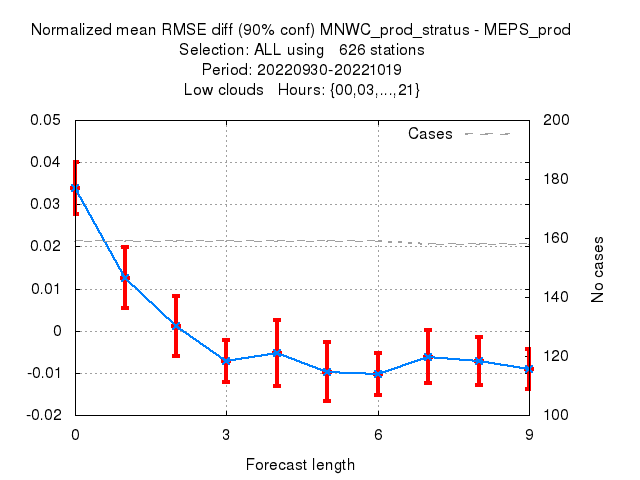 Normalized mean RMSE diff (90% conf) MNWC_prod_stratus - MEPS_prod
Selection: ALL using   626 stations
Period: 20220930-20221019
Low clouds   Hours: {00,03,...,21}
Cases
0.05
0.04
0.03
0.02
0.01
0
-0.01
-0.02
200
180
160
140
120
100
No cases
0
3
6
9
Forecast length